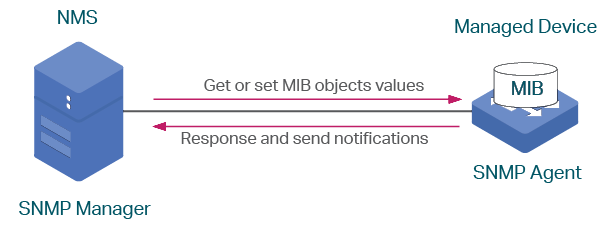 NMS
Managed Device
Get or set MIB objects values
MIB
Response and send notifications
SNMP Agent
SNMP Manager